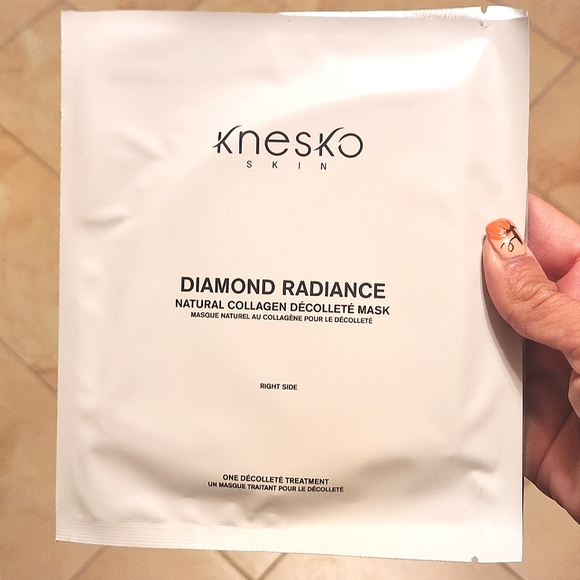 Knesko
SKIN
DIAMOND RADIANCE
NATURAL COLLAGEN DÉCOLLETÉ MASK
MASQUE NATUREL AU COLLAGÈNE POUR LE DÉCOLLETÉ
RIGHT SIDE
ONE DÉCOLLETÉ TREATMENT
UN MASQUE TRAITANT POUR LE DÉCOLLETÉ